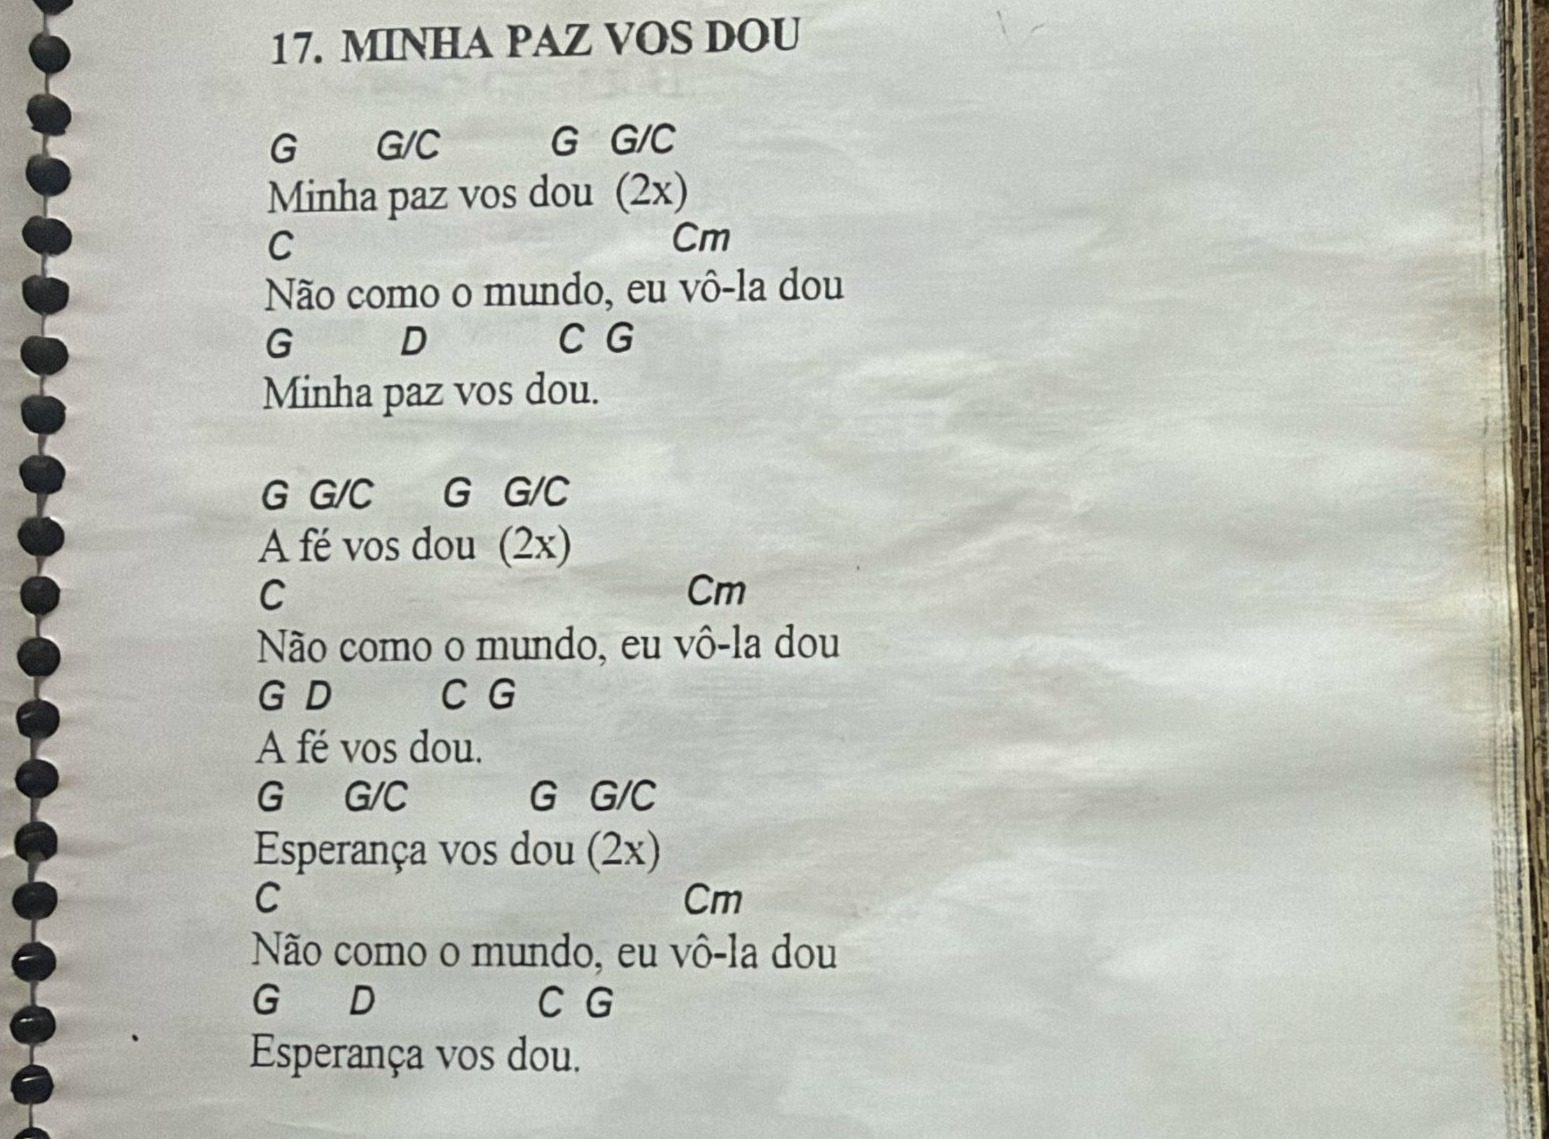 17. MINHA PAZ VOS DOU
G G/C G G/C
Minha paz vos dou (2x)
C Cm
Não como o mundo, eu vô-la dou
G D C G
Minha paz vos dou.
G G/C G G/C
A fé vos dou (2x)
C Cm
Não como o mundo, eu vô-la dou
G D C G
A fé vos dou.
G G/C G G/C
Esperança vos dou (2x)
C Cm
Não como o mundo, eu vô-la dou
G D C G
Esperança vos dou.